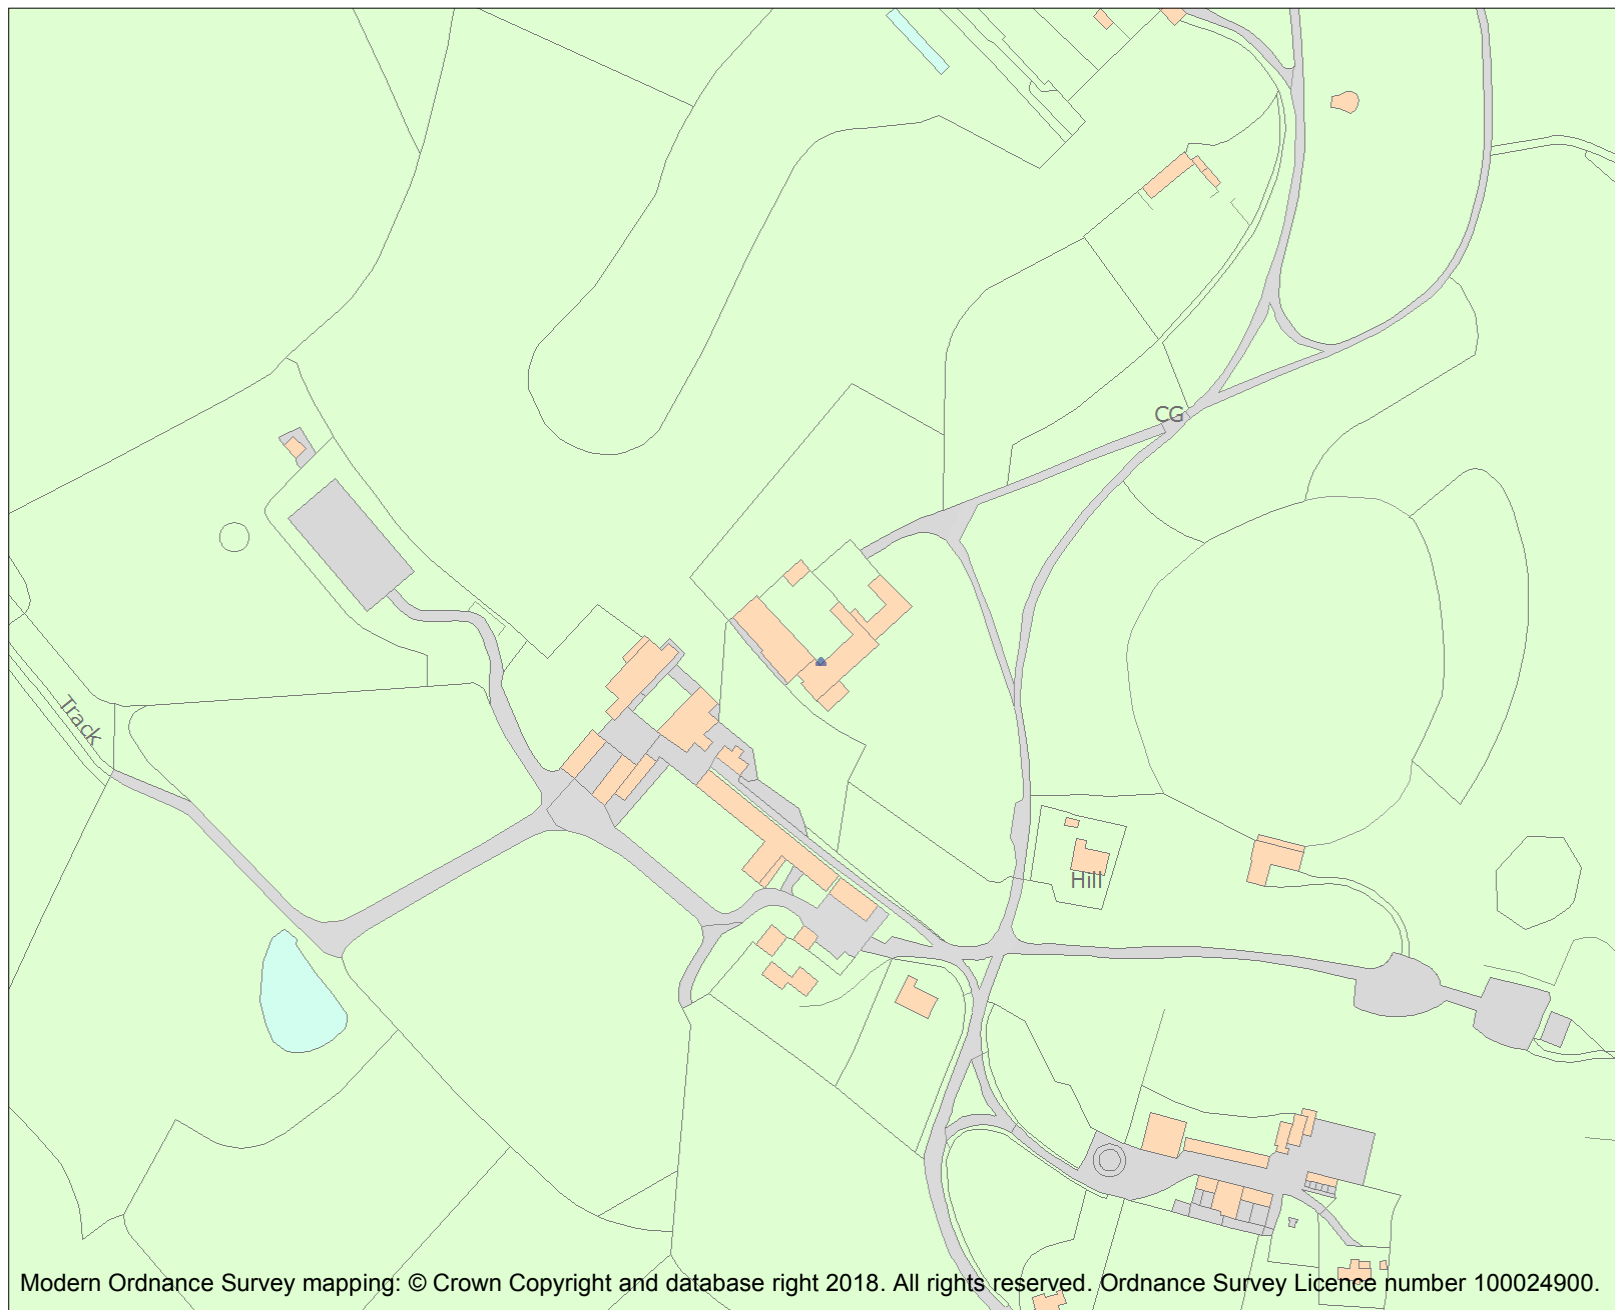 CG
Track
Hill
Modern Ordnance Survey mapping: © Crown Copyright and database right 2018. All rights reserved. Ordnance Survey Licence number 100024900.